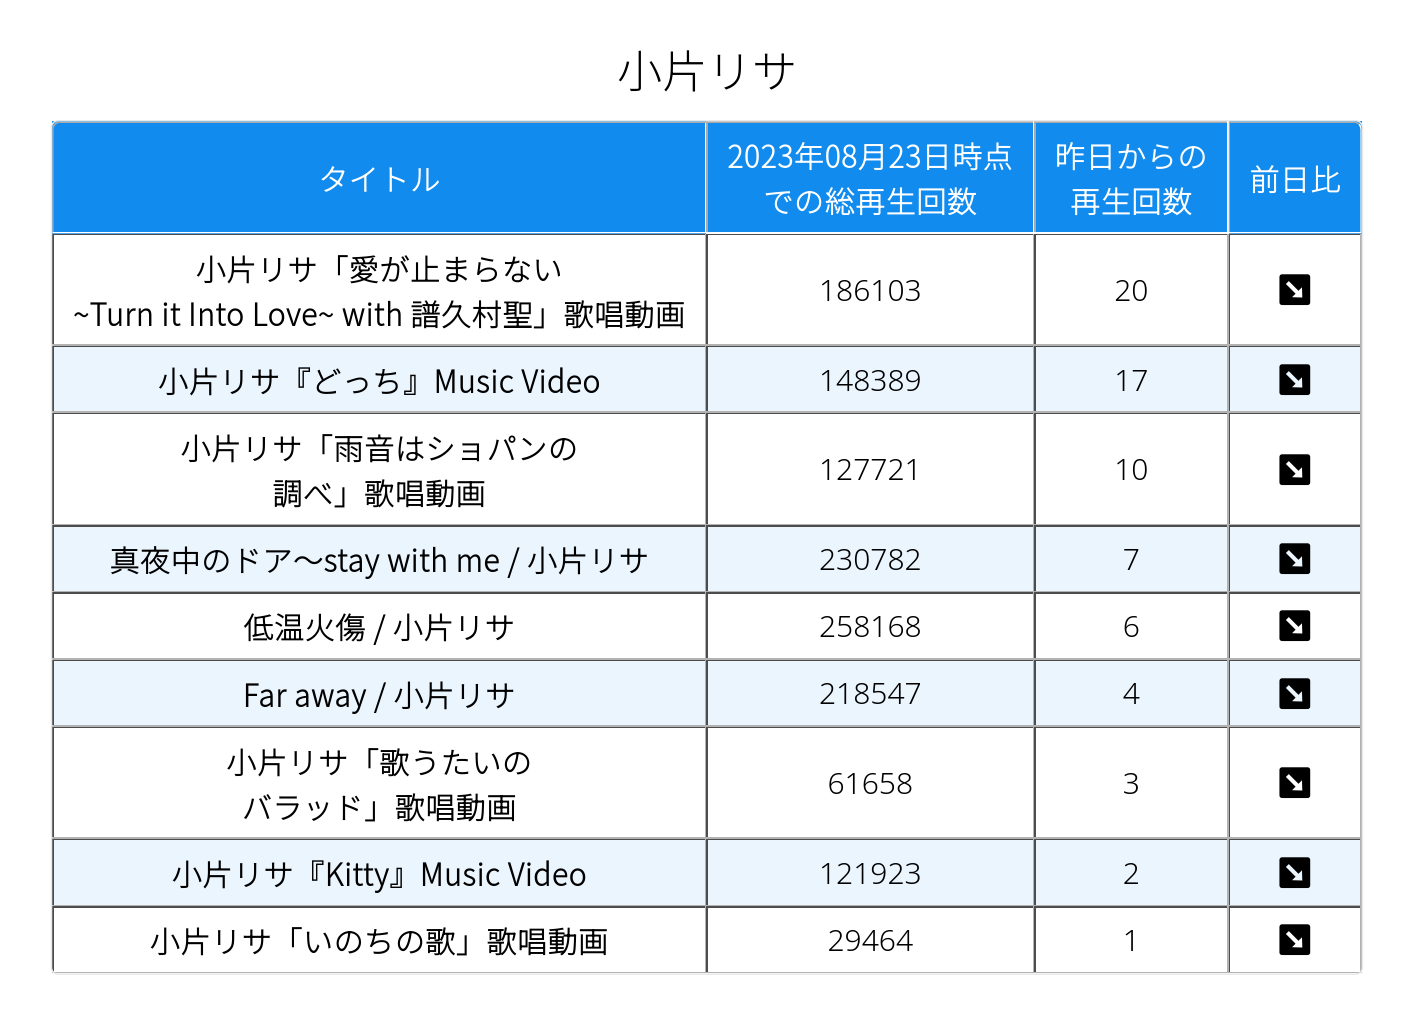 小片リサ
タイトル
2023年08月23日時点
での総再生回数
昨日からの
再生回数
前日比
小片リサ「愛が止まらない
~Turn it Into Love~ with 譜久村聖」歌唱動画
186103
20
小片リサ『どっち』Music Video
148389
17
小片リサ「雨音はショパンの
調べ」歌唱動画
127721
10
真夜中のドア〜stay with me / 小片リサ
230782
7
低温火傷 / 小片リサ
258168
6
Far away / 小片リサ
218547
4
小片リサ「歌うたいの
バラッド」歌唱動画
61658
3
小片リサ『Kitty』Music Video
121923
2
小片リサ「いのちの歌」歌唱動画
29464
1